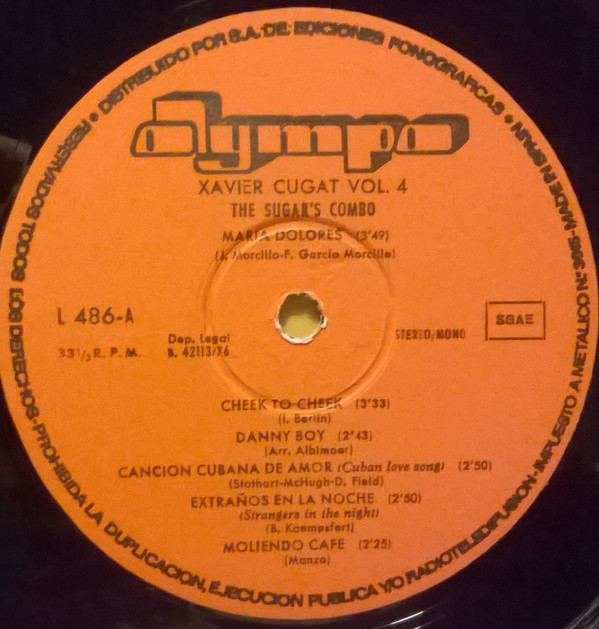 DISTRIBUIDO POR S.A. DE EDICIONES FONOGRAFICAS • MADE IN SPAIN
IMPUESTO A METALICO N.º 365-
PROHIBIDA LA DUPLICACION, EJECUCION PUBLICA Y/O RADIOTELEDIFUSION-
RESERVADOS TODOS LOS DERECHOS-
Olympo
XAVIER CUGAT VOL. 4
THE SUGAR'S COMBO
MARIA DOLORES (3'49)
(J. Morcillo-F. García Morcillo)
L 486-A
33⅓ R. P. M.
Dep. Legal
B. 42113/76
STEREO/MONO
SGAE
CHEEK TO CHEEK (3'33)
(I. Berlin)
DANNY BOY (2'43)
(Arr. Albimoor)
CANCION CUBANA DE AMOR (Cuban love song) (2'50)
(Stothart-McHugh-D. Field)
EXTRAÑOS EN LA NOCHE (2'50)
(Strangers in the night)
(B. Kaempfert)
MOLIENDO CAFE (2'25)
(Manzo)